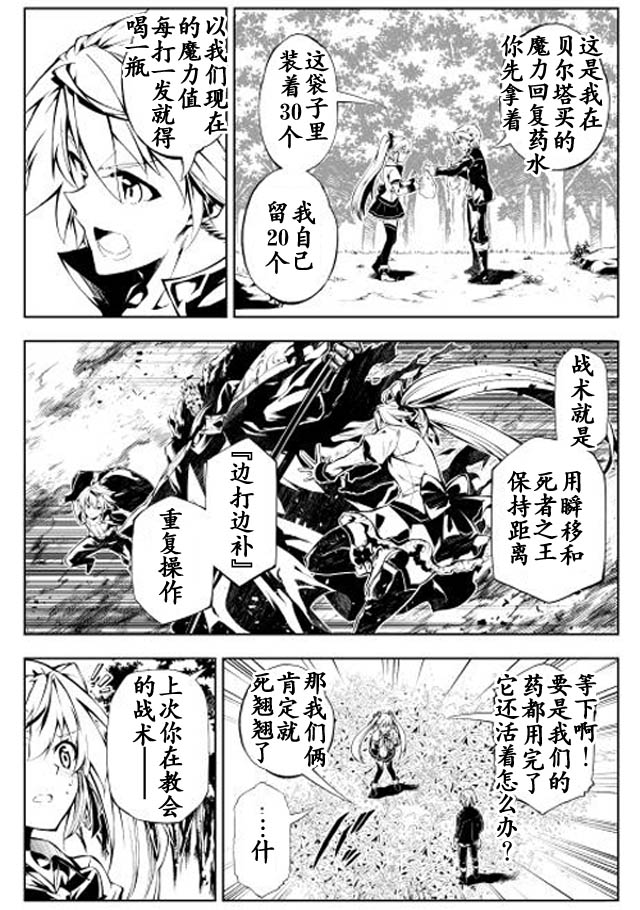 这是我在
贝尔塔买的
魔力回复药水
你先拿着
这袋子里
装着
30个
我自己
留
20个
以我们现在
的魔力值
每打一发就得
喝一瓶
战术就是
用瞬移和
死者之王
保持距离
『边打边补』
重复操作
等下啊！
要是我们的
药都用完了
它还活着怎么办？
那我们俩
肯定就
死翘翘了
……什
上次你在教会
的战术——